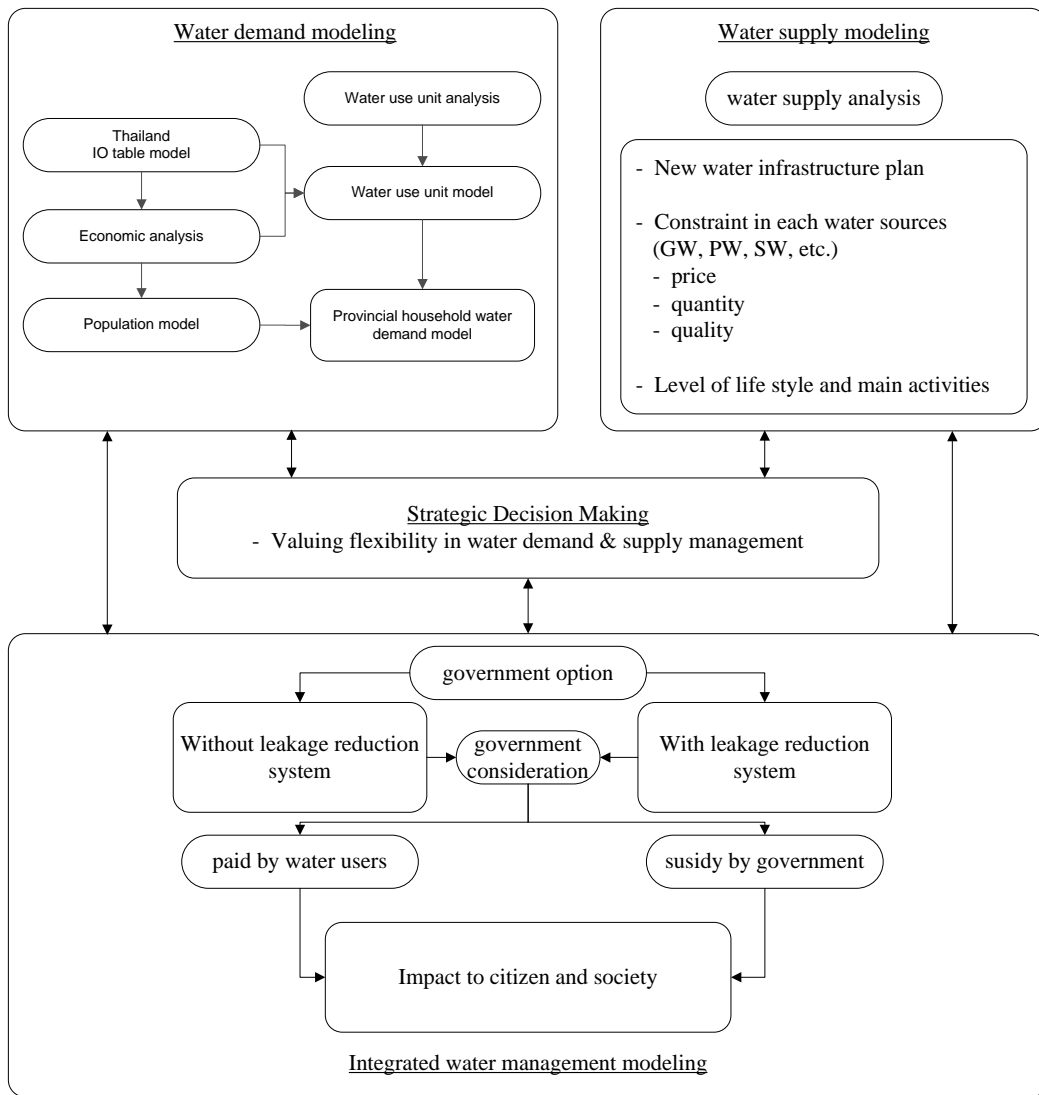 Water demand modeling
Water use unit analysis
Thailand
IO table model
Water use unit model
Economic analysis
Population model
Provincial household water
demand model
Water supply modeling
water supply analysis
- New water infrastructure plan
- Constraint in each water sources
(GW, PW, SW, etc.)
- price
- quantity
- quality
- Level of life style and main activities
Strategic Decision Making
- Valuing flexibility in water demand & supply management
government option
Without leakage reduction
system
government
consideration
With leakage reduction
system
paid by water users
susidy by government
Impact to citizen and society
Integrated water management modeling